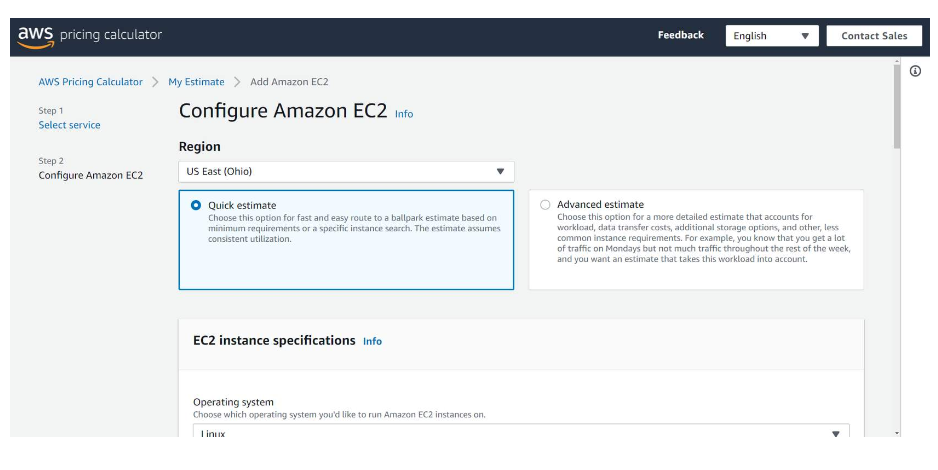 aws pricing calculator
Feedback
English
Contact Sales
AWS Pricing Calculator > My Estimate > Add Amazon EC2
Step 1
Select service
Step 2
Configure Amazon EC2
Configure Amazon EC2 Info
Region
US East (Ohio)
Quick estimate
Choose this option for fast and easy route to a ballpark estimate based on
minimum requirements or a specific instance search. The estimate assumes
consistent utilization.
Advanced estimate
Choose this option for a more detailed estimate that accounts for
workload, data transfer costs, additional storage options, and other, less
common instance requirements. For example, you know that you get a lot
of traffic on Mondays but not much traffic throughout the rest of the week,
and you want an estimate that takes this workload into account.
EC2 instance specifications Info
Operating system
Choose which operating system you'd like to run Amazon EC2 instances on.
Linux